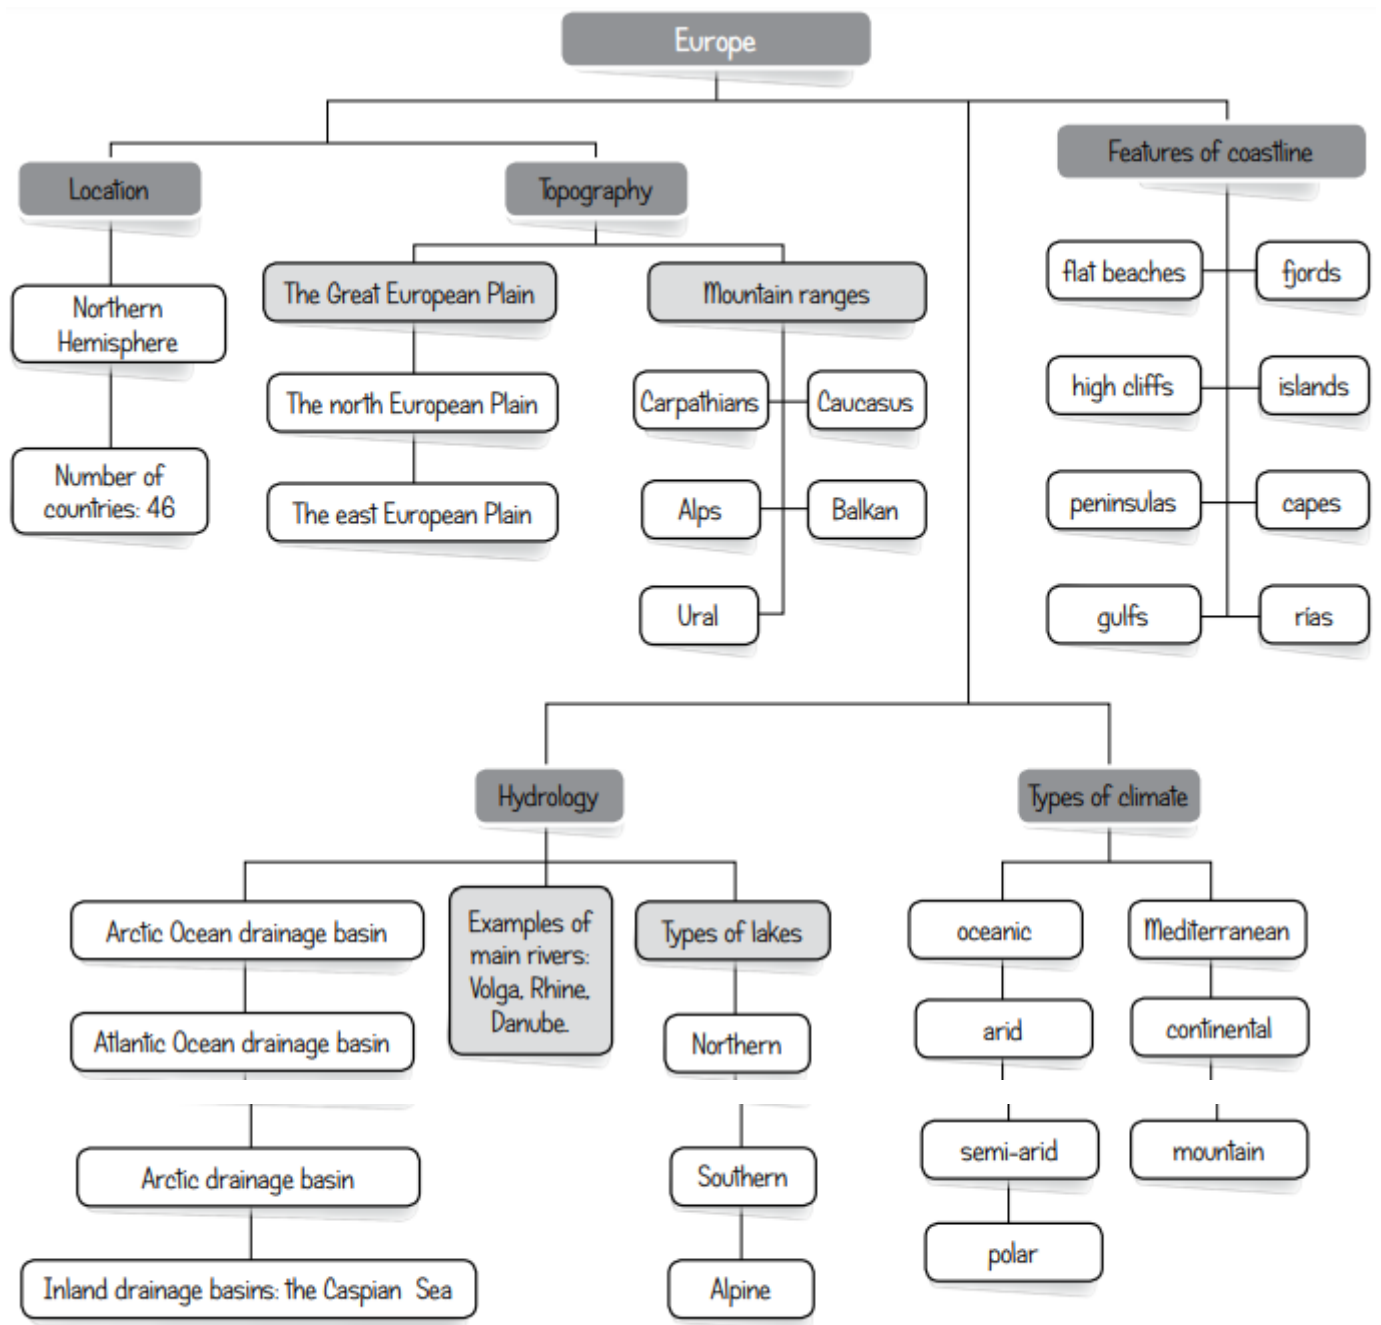 Europe
Features of coastline
Location
Topography
flat beaches
fjords
The Great European Plain
Mountain ranges
Northern
Hemisphere
high cliffs
islands
The north European Plain
Carpathians
Caucasus
Number of
countries: 46
The east European Plain
Alps
Balkan
peninsulas
capes
Ural
gulfs
rías
Hydrology
Types of climate
Arctic Ocean drainage basin
Examples of
main rivers:
Volga, Rhine,
Danube.
Types of lakes
oceanic
Mediterranean
Atlantic Ocean drainage basin
Northern
arid
continental
Arctic drainage basin
Southern
semi-arid
mountain
polar
Inland drainage basins: the Caspian Sea
Alpine